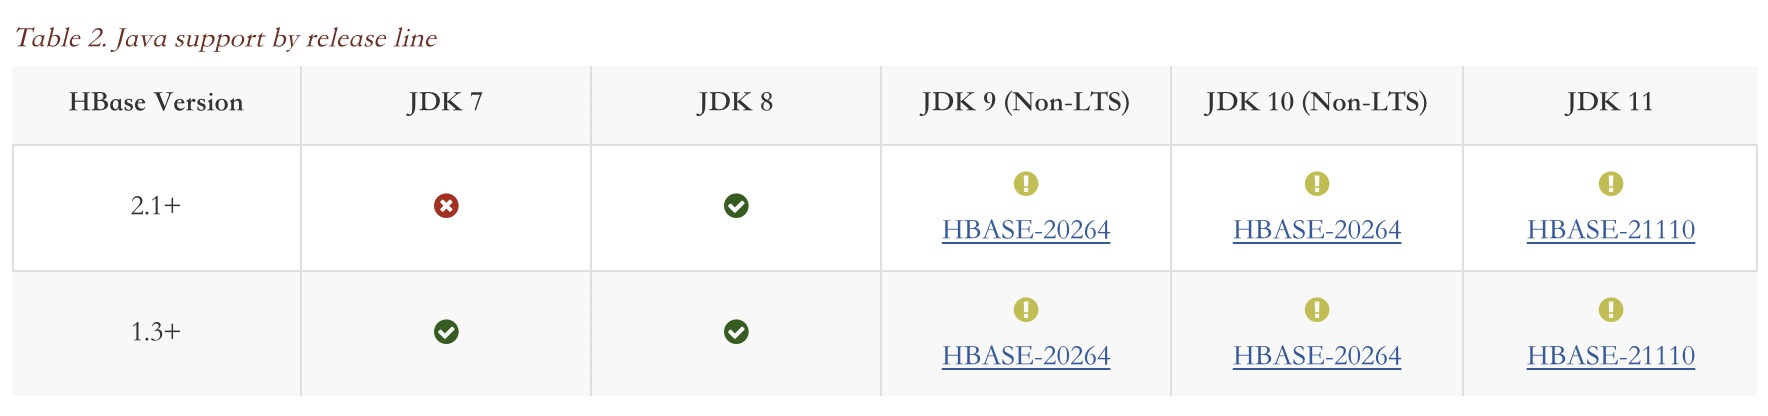 Table 2. Java support by release line
HBase Version JDK 7 JDK 8 JDK 9 (Non-LTS) JDK 10 (Non-LTS) JDK 11
2.1+ HBASE-20264 HBASE-20264 HBASE-21110
1.3+ HBASE-20264 HBASE-20264 HBASE-21110